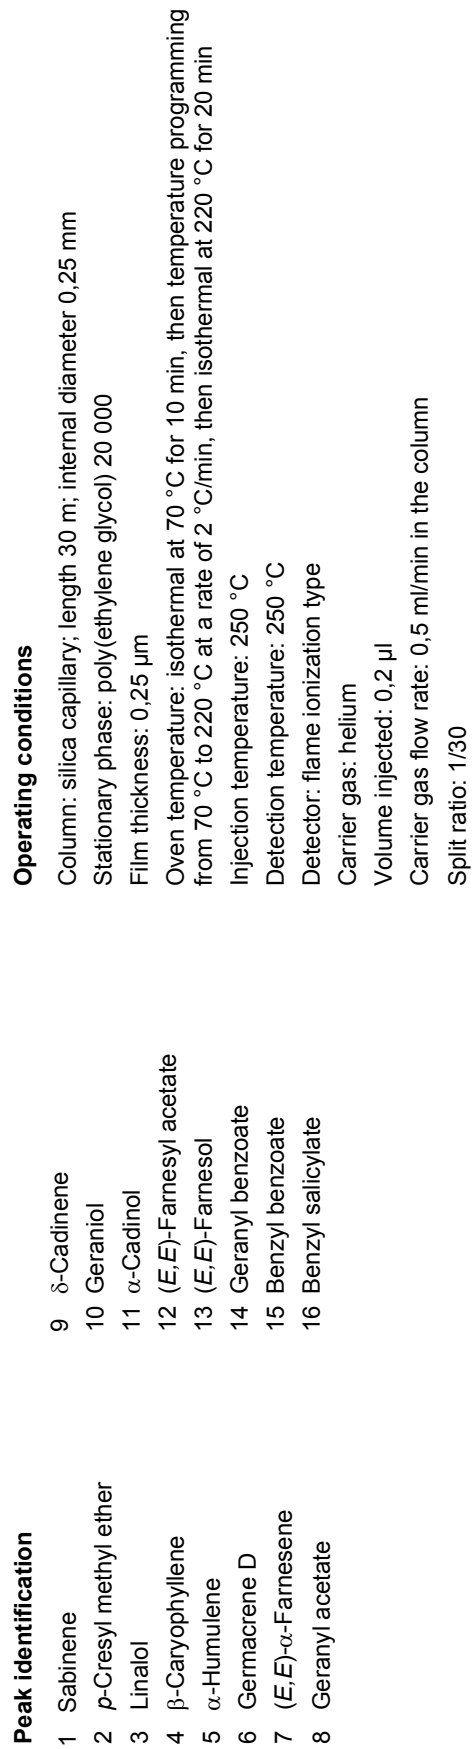 Peak identification
1 Sabinene
2 p-Cresyl methyl ether
3 Linalol
4 β-Caryophyllene
5 α-Humulene
6 Germacrene D
7 (E,E)-α-Farnesene
8 Geranyl acetate
9 δ-Cadinene
10 Geraniol
11 α-Cadinol
12 (E,E)-Farnesyl acetate
13 (E,E)-Farnesol
14 Geranyl benzoate
15 Benzyl benzoate
16 Benzyl salicylate
Operating conditions
Column: silica capillary; length 30 m; internal diameter 0,25 mm
Stationary phase: poly(ethylene glycol) 20 000
Film thickness: 0,25 µm
Oven temperature: isothermal at 70 °C for 10 min, then temperature programming
from 70 °C to 220 °C at a rate of 2 °C/min, then isothermal at 220 °C for 20 min
Injection temperature: 250 °C
Detection temperature: 250 °C
Detector: flame ionization type
Carrier gas: helium
Volume injected: 0,2 µl
Carrier gas flow rate: 0,5 ml/min in the column
Split ratio: 1/30